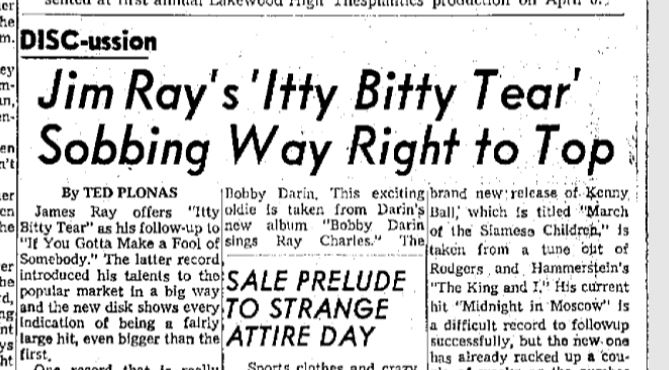 sented at first annual Lakewood High Thespianties production on April 6.
DISC-ussion
Jim Ray's 'Itty Bitty Tear'
Sobbing Way Right to Top
By TED PLONAS
James Ray offers "Itty
Bitty Tear" as his follow-up to
"If You Gotta Make a Fool of
Somebody." The latter record
introduced his talents to the
popular market in a big way
and the new disk shows every
indication of being a fairly
large hit, even bigger than the
first.
One record that is really
Bobby Darin. This exciting
oldie is taken from Darin's
new album "Bobby Darin
sings Ray Charles." The
SALE PRELUDE
TO STRANGE
ATTIRE DAY
Sports clothes and crazy
brand new release of Kenny
Ball, which is titled "March
of the Siamese Children," is
taken from a tune out of
Rodgers and Hammerstein's
"The King and I." His current
hit "Midnight in Moscow" is
a difficult record to followup
successfully, but the new one
has already racked up a cou-